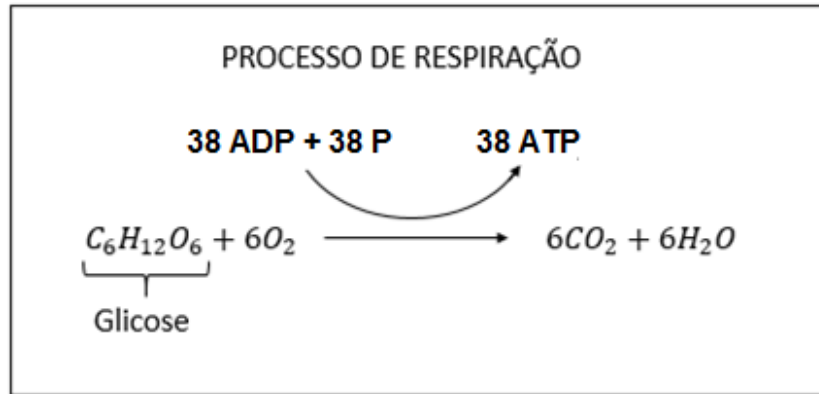 PROCESSO DE RESPIRAÇÃO
38 ADP + 38 P 38 ATP
C₆H₁₂O₆ + 6O₂ → 6CO₂ + 6H₂O
Glicose